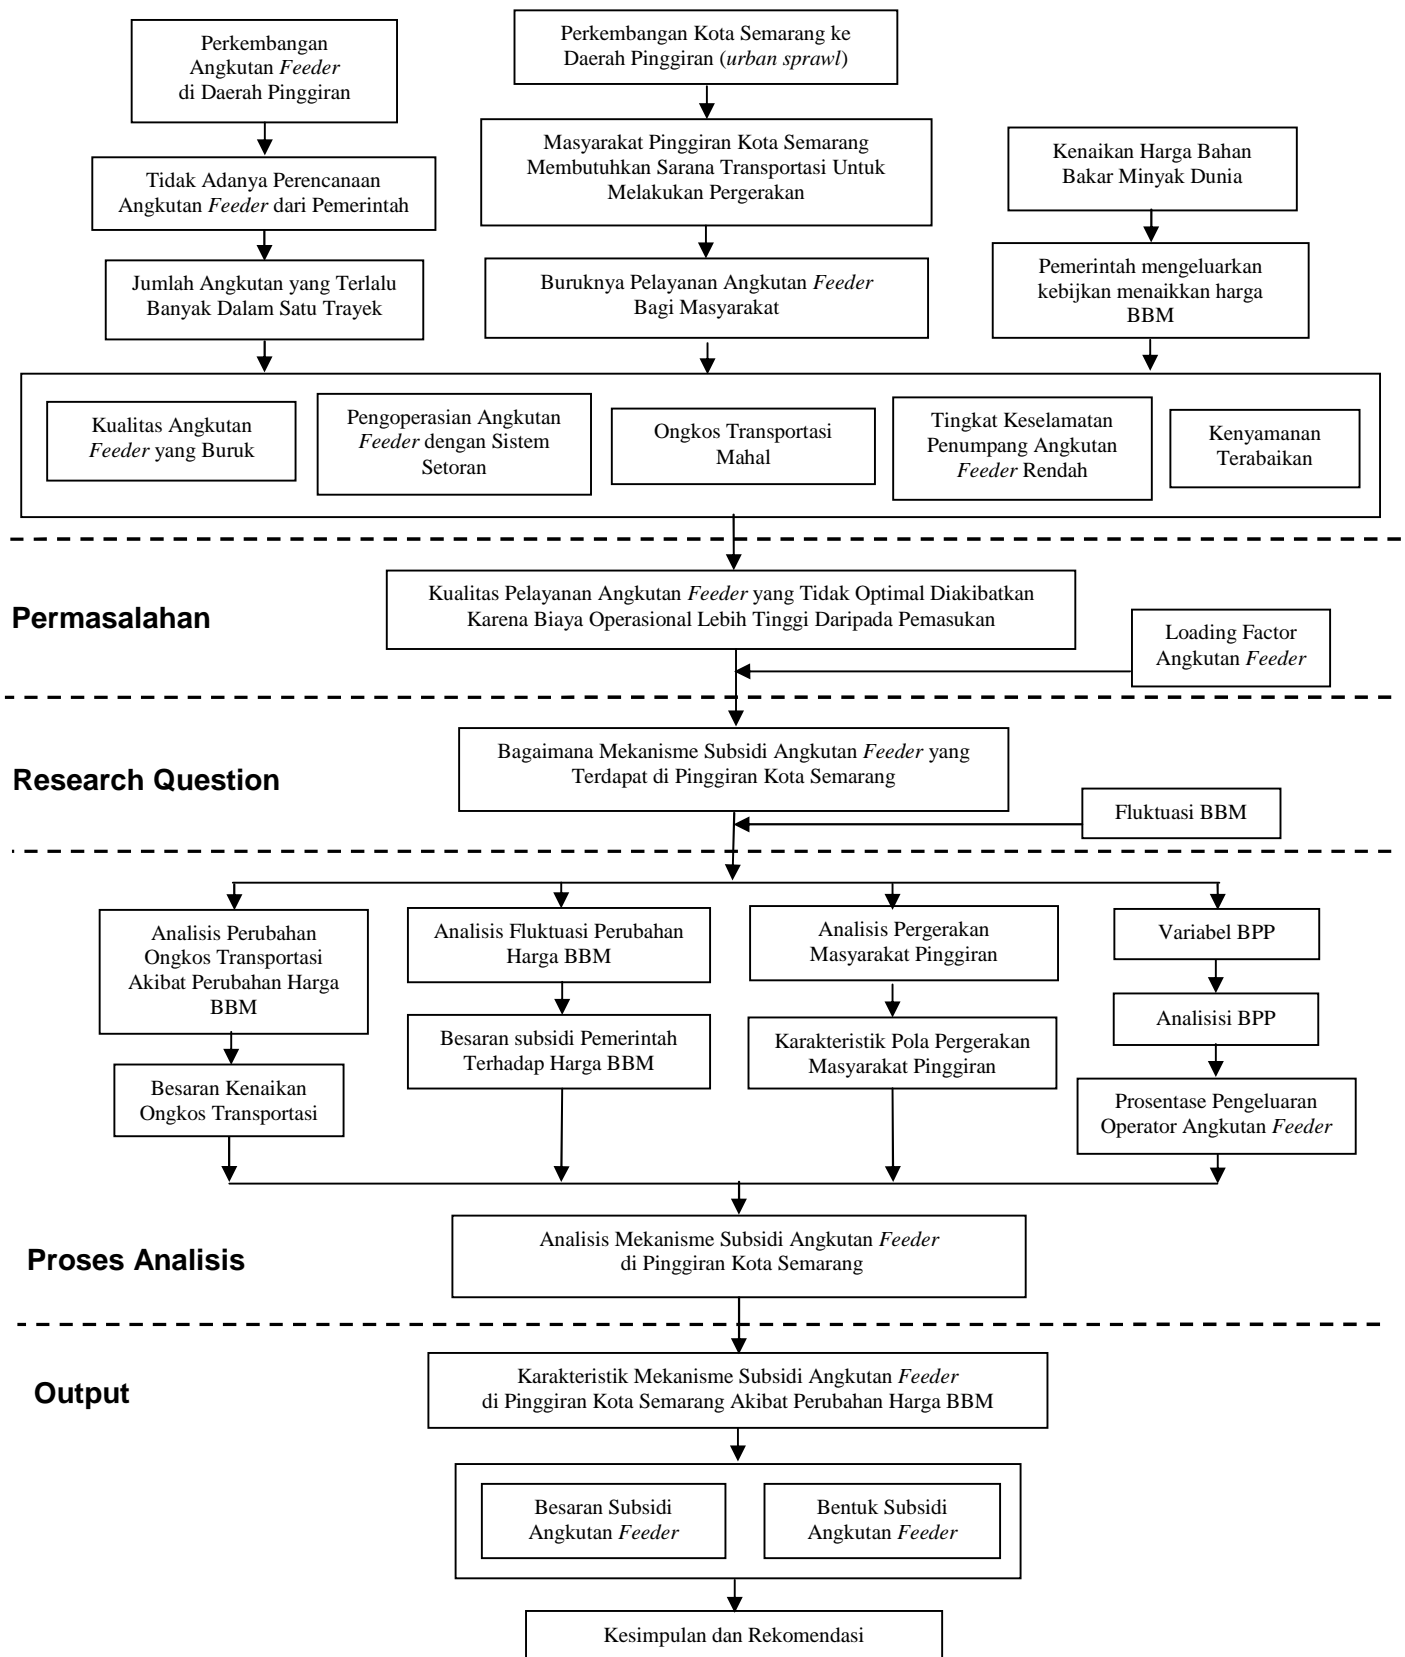 Perkembangan
Angkutan Feeder
di Daerah Pinggiran
Perkembangan Kota Semarang ke
Daerah Pinggiran (urban sprawl)
Tidak Adanya Perencanaan
Angkutan Feeder dari Pemerintah
Masyarakat Pinggiran Kota Semarang
Membutuhkan Sarana Transportasi Untuk
Melakukan Pergerakan
Kenaikan Harga Bahan
Bakar Minyak Dunia
Jumlah Angkutan yang Terlalu
Banyak Dalam Satu Trayek
Buruknya Pelayanan Angkutan Feeder
Bagi Masyarakat
Pemerintah mengeluarkan
kebijkan menaikkan harga
BBM
Kualitas Angkutan
Feeder yang Buruk
Pengoperasian Angkutan
Feeder dengan Sistem
Setoran
Ongkos Transportasi
Mahal
Tingkat Keselamatan
Penumpang Angkutan
Feeder Rendah
Kenyamanan
Terabaikan
Permasalahan
Kualitas Pelayanan Angkutan Feeder yang Tidak Optimal Diakibatkan
Karena Biaya Operasional Lebih Tinggi Daripada Pemasukan
Loading Factor
Angkutan Feeder
Research Question
Bagaimana Mekanisme Subsidi Angkutan Feeder yang
Terdapat di Pinggiran Kota Semarang
Fluktuasi BBM
Analisis Perubahan
Ongkos Transportasi
Akibat Perubahan Harga
BBM
Analisis Fluktuasi Perubahan
Harga BBM
Analisis Pergerakan
Masyarakat Pinggiran
Variabel BPP
Besaran Kenaikan
Ongkos Transportasi
Besaran subsidi Pemerintah
Terhadap Harga BBM
Karakteristik Pola Pergerakan
Masyarakat Pinggiran
Analisisi BPP
Prosentase Pengeluaran
Operator Angkutan Feeder
Proses Analisis
Analisis Mekanisme Subsidi Angkutan Feeder
di Pinggiran Kota Semarang
Output
Karakteristik Mekanisme Subsidi Angkutan Feeder
di Pinggiran Kota Semarang Akibat Perubahan Harga BBM
Besaran Subsidi
Angkutan Feeder
Bentuk Subsidi
Angkutan Feeder
Kesimpulan dan Rekomendasi